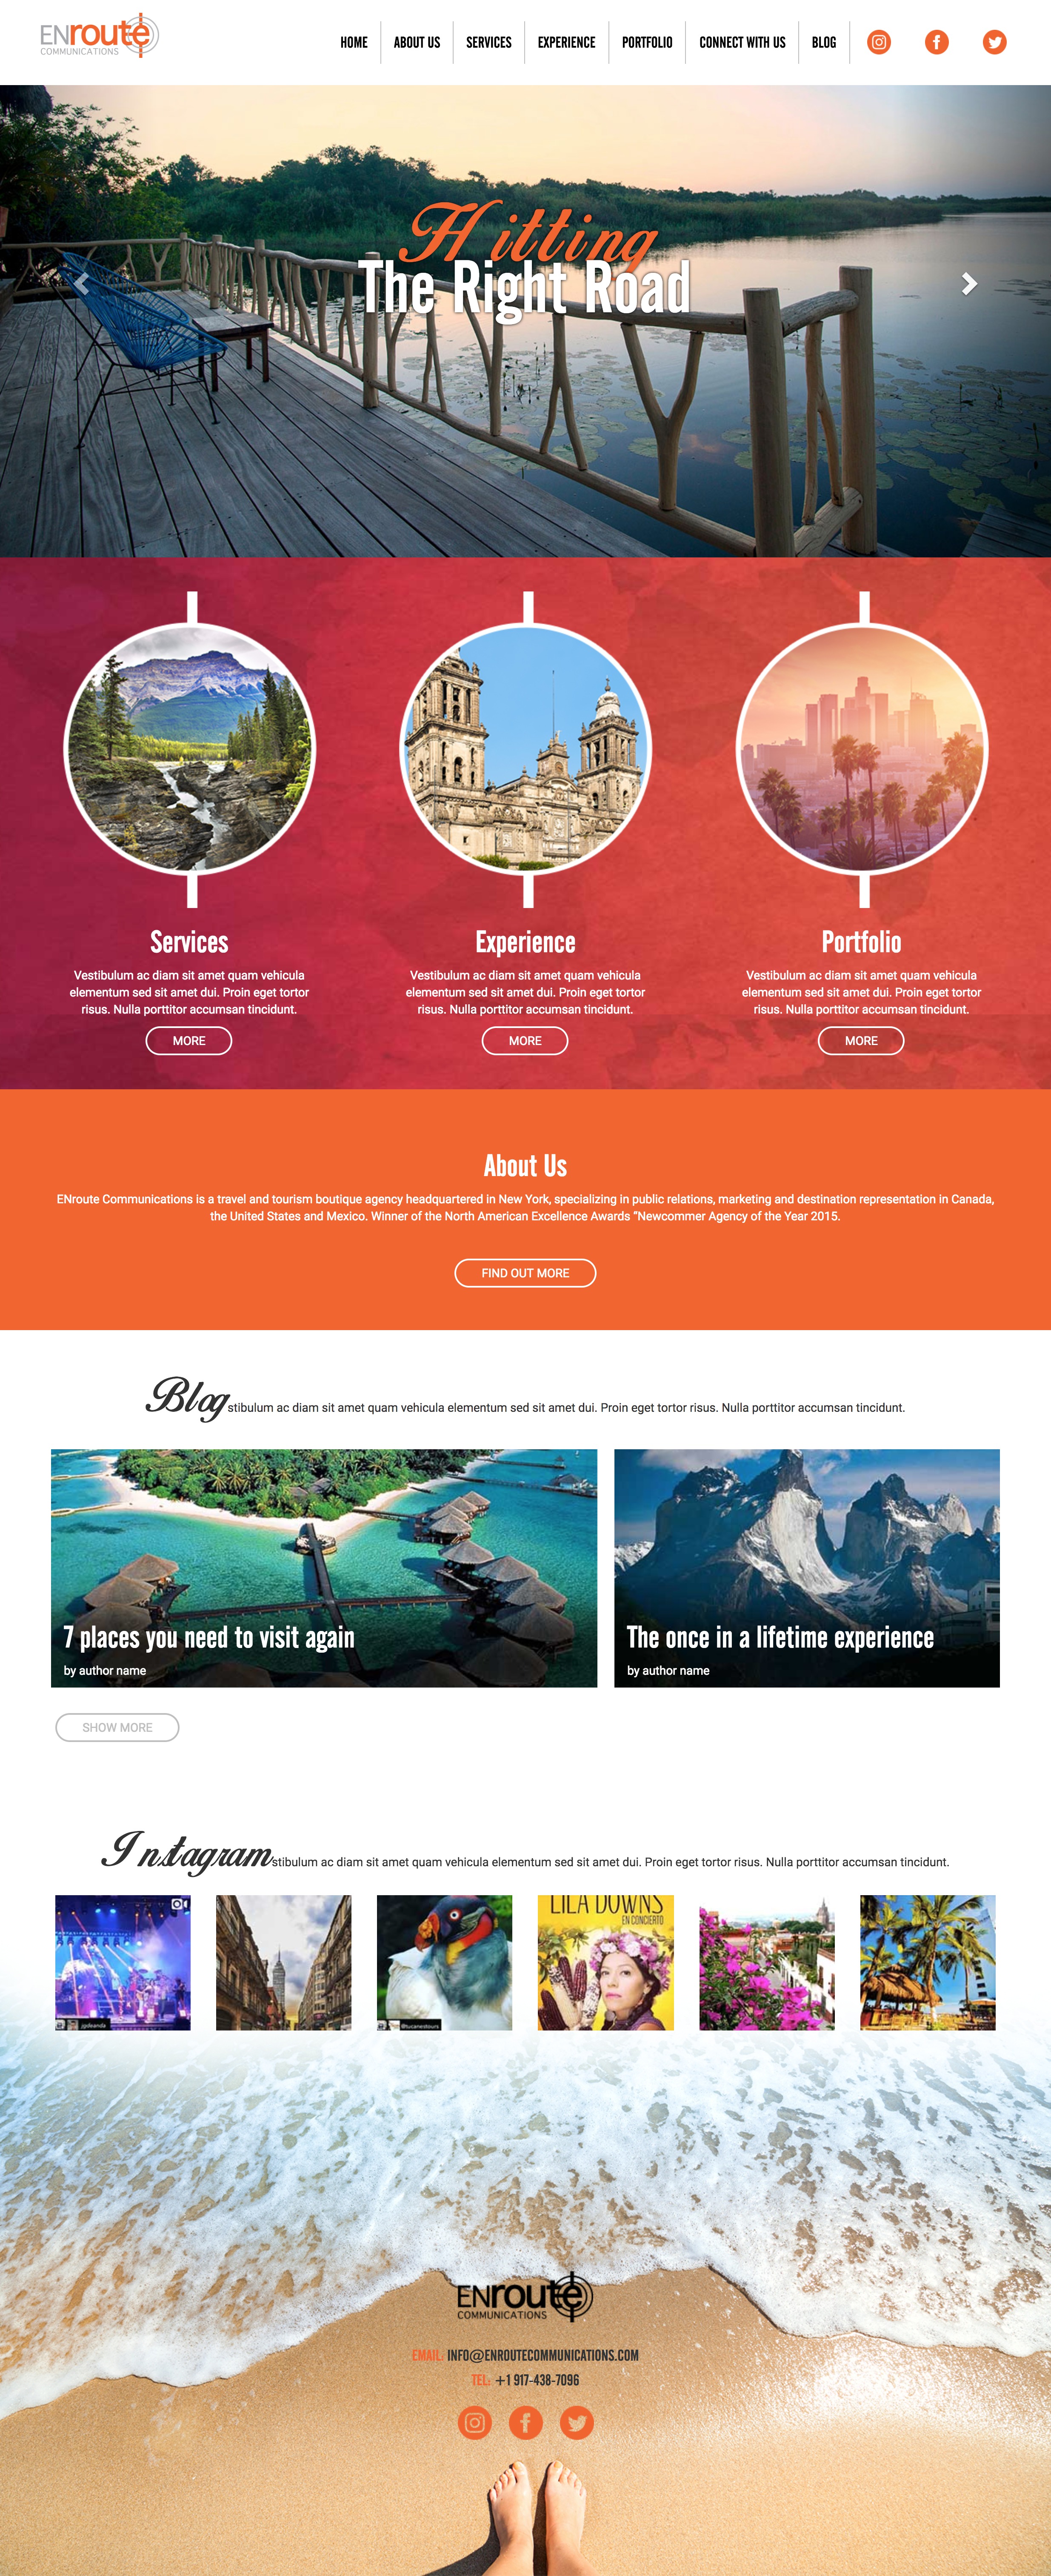 ENroute
COMMUNICATIONS
HOME
ABOUT US
SERVICES
EXPERIENCE
PORTFOLIO
CONNECT WITH US
BLOG
Hitting
The Right Road
Services
Vestibulum ac diam sit amet quam vehicula
elementum sed sit amet dui. Proin eget tortor
risus. Nulla porttitor accumsan tincidunt.
MORE
Experience
Vestibulum ac diam sit amet quam vehicula
elementum sed sit amet dui. Proin eget tortor
risus. Nulla porttitor accumsan tincidunt.
MORE
Portfolio
Vestibulum ac diam sit amet quam vehicula
elementum sed sit amet dui. Proin eget tortor
risus. Nulla porttitor accumsan tincidunt.
MORE
About Us
ENroute Communications is a travel and tourism boutique agency headquartered in New York, specializing in public relations, marketing and destination representation in Canada,
the United States and Mexico. Winner of the North American Excellence Awards “Newcommer Agency of the Year 2015.
FIND OUT MORE
Blog stibulum ac diam sit amet quam vehicula elementum sed sit amet dui. Proin eget tortor risus. Nulla porttitor accumsan tincidunt.
7 places you need to visit again
by author name
The once in a lifetime experience
by author name
SHOW MORE
Instagram stibulum ac diam sit amet quam vehicula elementum sed sit amet dui. Proin eget tortor risus. Nulla porttitor accumsan tincidunt.
LILA DOWNS
EN CONCIERTO
ENroute
COMMUNICATIONS
EMAIL: INFO@ENROUTECOMMUNICATIONS.COM
TEL: +1 917-438-7096